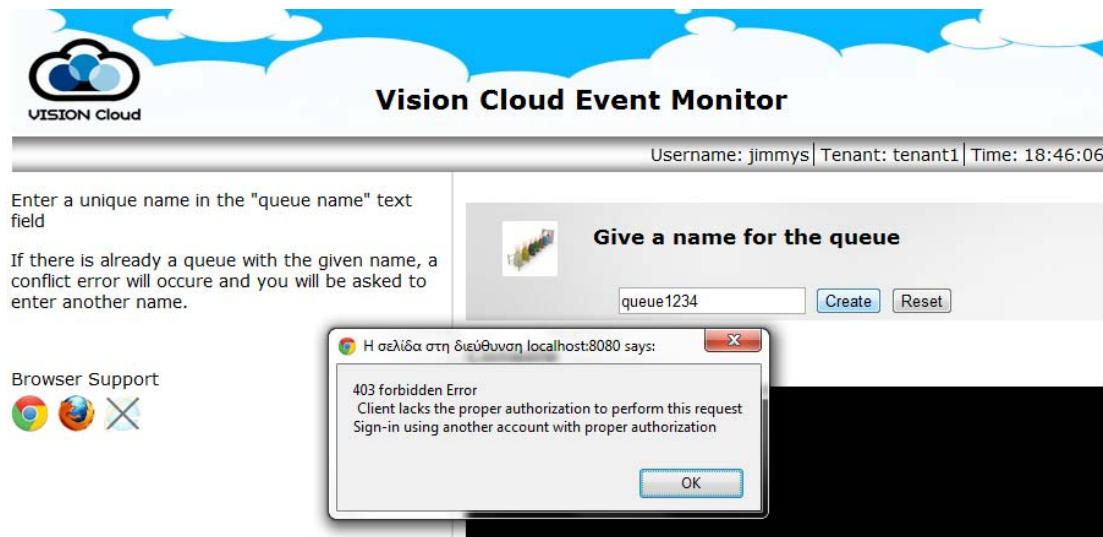 VISION Cloud
Vision Cloud Event Monitor
Username: jimmys Tenant: tenant1 Time: 18:46:06
Enter a unique name in the "queue name" text
field
If there is already a queue with the given name, a
conflict error will occure and you will be asked to
enter another name.
Browser Support
Give a name for the queue
queue1234 Create Reset
Η σελίδα στη διεύθυνση localhost:8080 says:
403 forbidden Error
Client lacks the proper authorization to perform this request
Sign-in using another account with proper authorization
OK